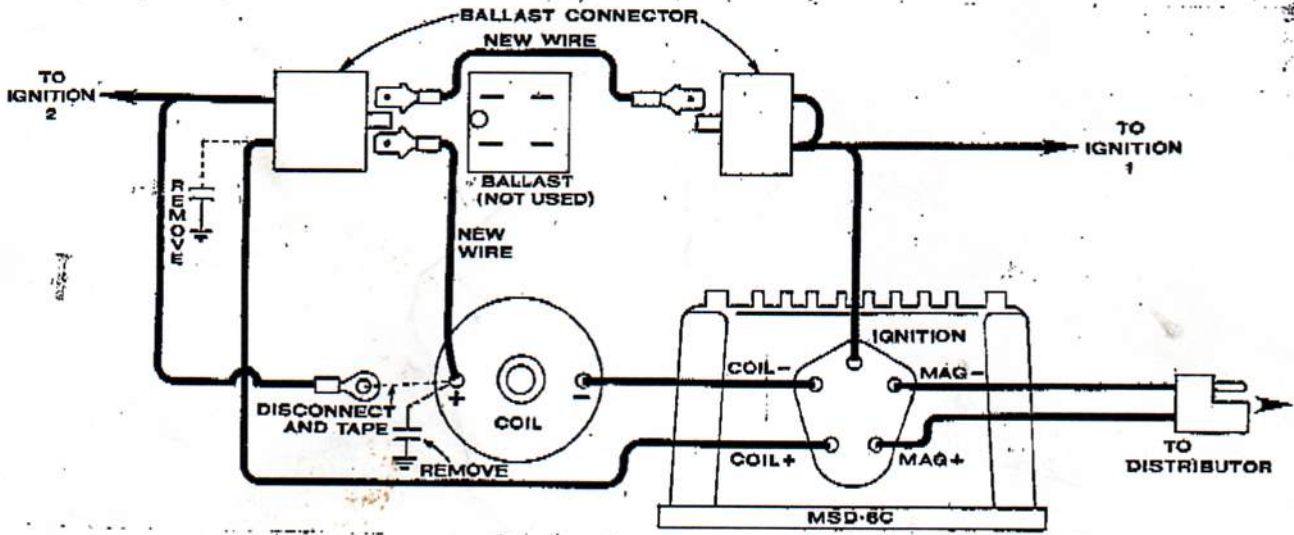 BALLAST CONNECTOR
NEW WIRE
TO
IGNITION
2
TO
IGNITION
1
REMOVE
BALLAST
(NOT USED)
NEW
WIRE
IGNITION
COIL-
MAG-
+
-
COIL
DISCONNECT
AND TAPE
REMOVE
COIL+
MAG+
TO
DISTRIBUTOR
MSD-6C